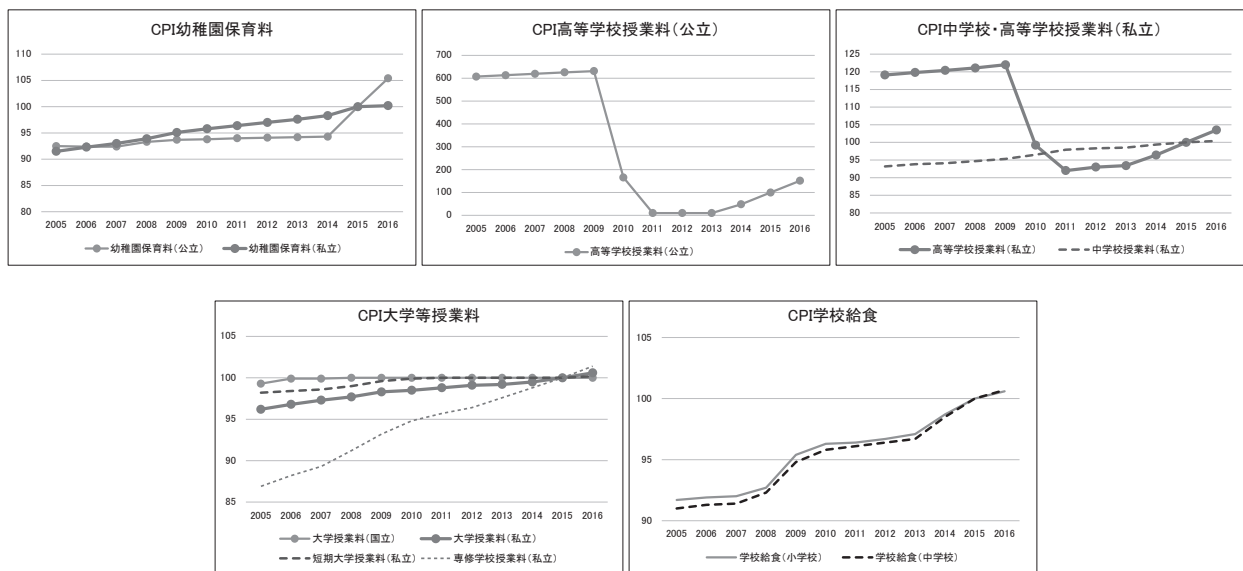 CPI幼稚園保育料
110
105
100
95
90
85
80
2005 2006 2007 2008 2009 2010 2011 2012 2013 2014 2015 2016
幼稚園保育料(公立) 幼稚園保育料(私立)
CPI高等学校授業料(公立)
700
600
500
400
300
200
100
0
2005 2006 2007 2008 2009 2010 2011 2012 2013 2014 2015 2016
高等学校授業料(公立)
CPI中学校・高等学校授業料(私立)
125
120
115
110
105
100
95
90
85
80
2005 2006 2007 2008 2009 2010 2011 2012 2013 2014 2015 2016
高等学校授業料(私立) 中学校授業料(私立)
CPI大学等授業料
105
100
95
90
85
2005 2006 2007 2008 2009 2010 2011 2012 2013 2014 2015 2016
大学授業料(国立) 大学授業料(私立)
短期大学授業料(私立) 専修学校授業料(私立)
CPI学校給食
105
100
95
90
2005 2006 2007 2008 2009 2010 2011 2012 2013 2014 2015 2016
学校給食(小学校) 学校給食(中学校)